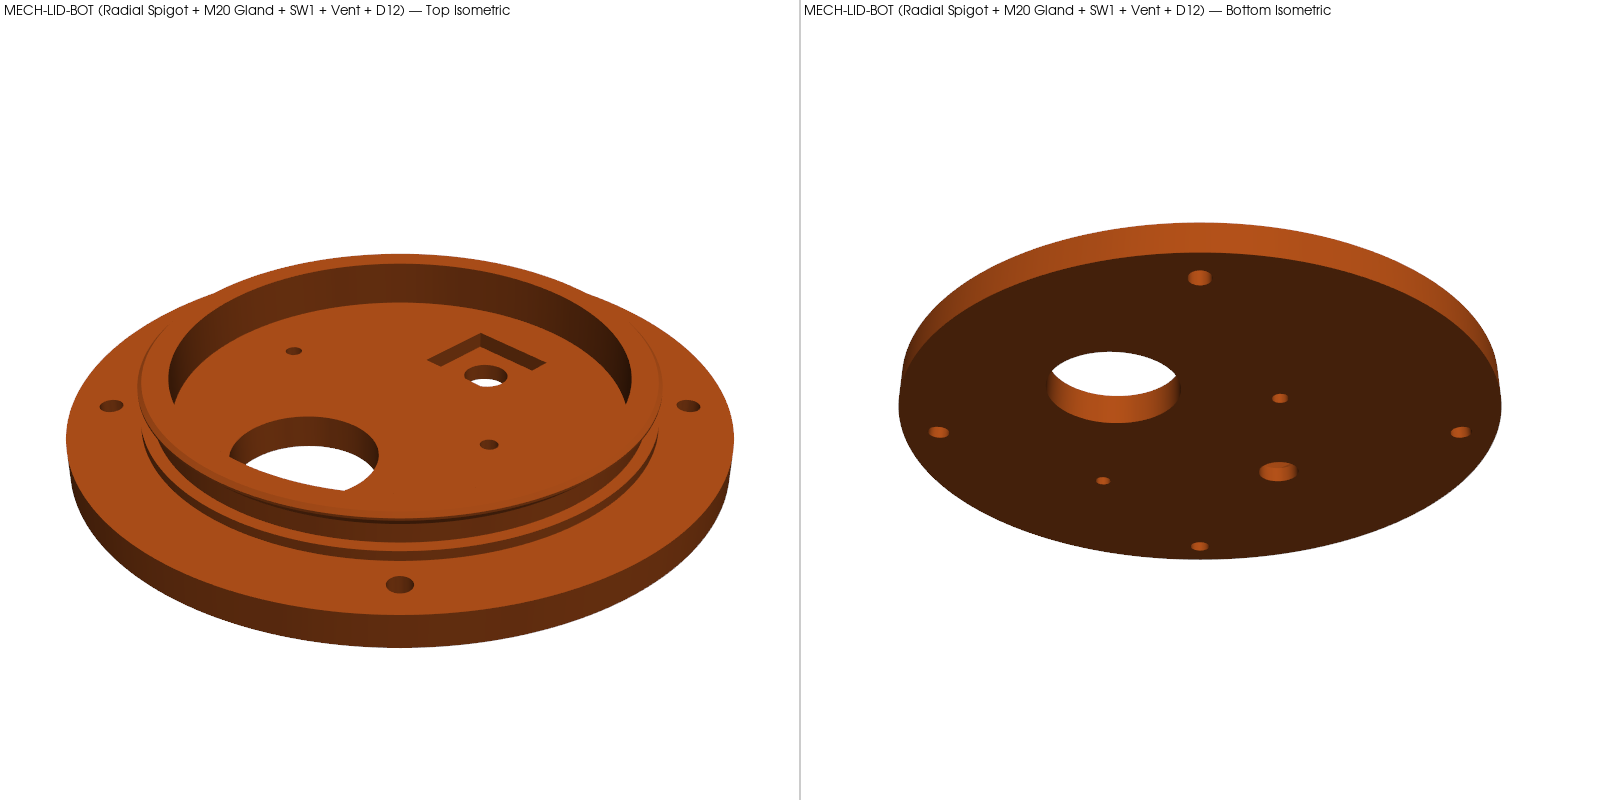 MECH-LID-BOT (Radial Spigot + M20 Gland + SW1 + Vent + D12) — Top Isometric
MECH-LID-BOT (Radial Spigot + M20 Gland + SW1 + Vent + D12) — Bottom Isometric